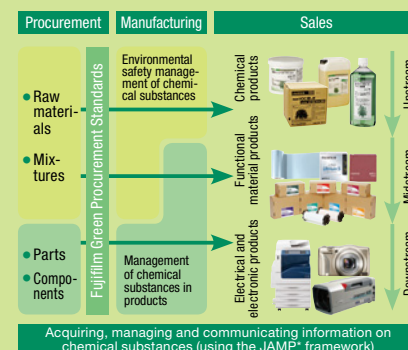 Procurement
Manufacturing
Sales
• Raw
materi-
als
• Mix-
tures
• Parts
• Compo-
nents
Fujifilm Green Procurement Standards
Environmental
safety manage-
ment of chemi-
cal substances
Management
of chemical
substances in
products
Chemical
products
Functional
material products
Electrical and
electronic products
Upstream
Midstream
Downstream
Acquiring, managing and communicating information on
chemical substances (using the JAMP* framework)